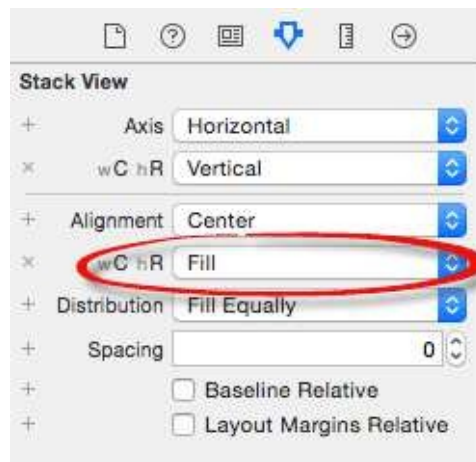 Stack View
+ Axis Horizontal
× wC hR Vertical
+ Alignment Center
× wC hR Fill
+ Distribution Fill Equally
+ Spacing 0
+ Baseline Relative
+ Layout Margins Relative